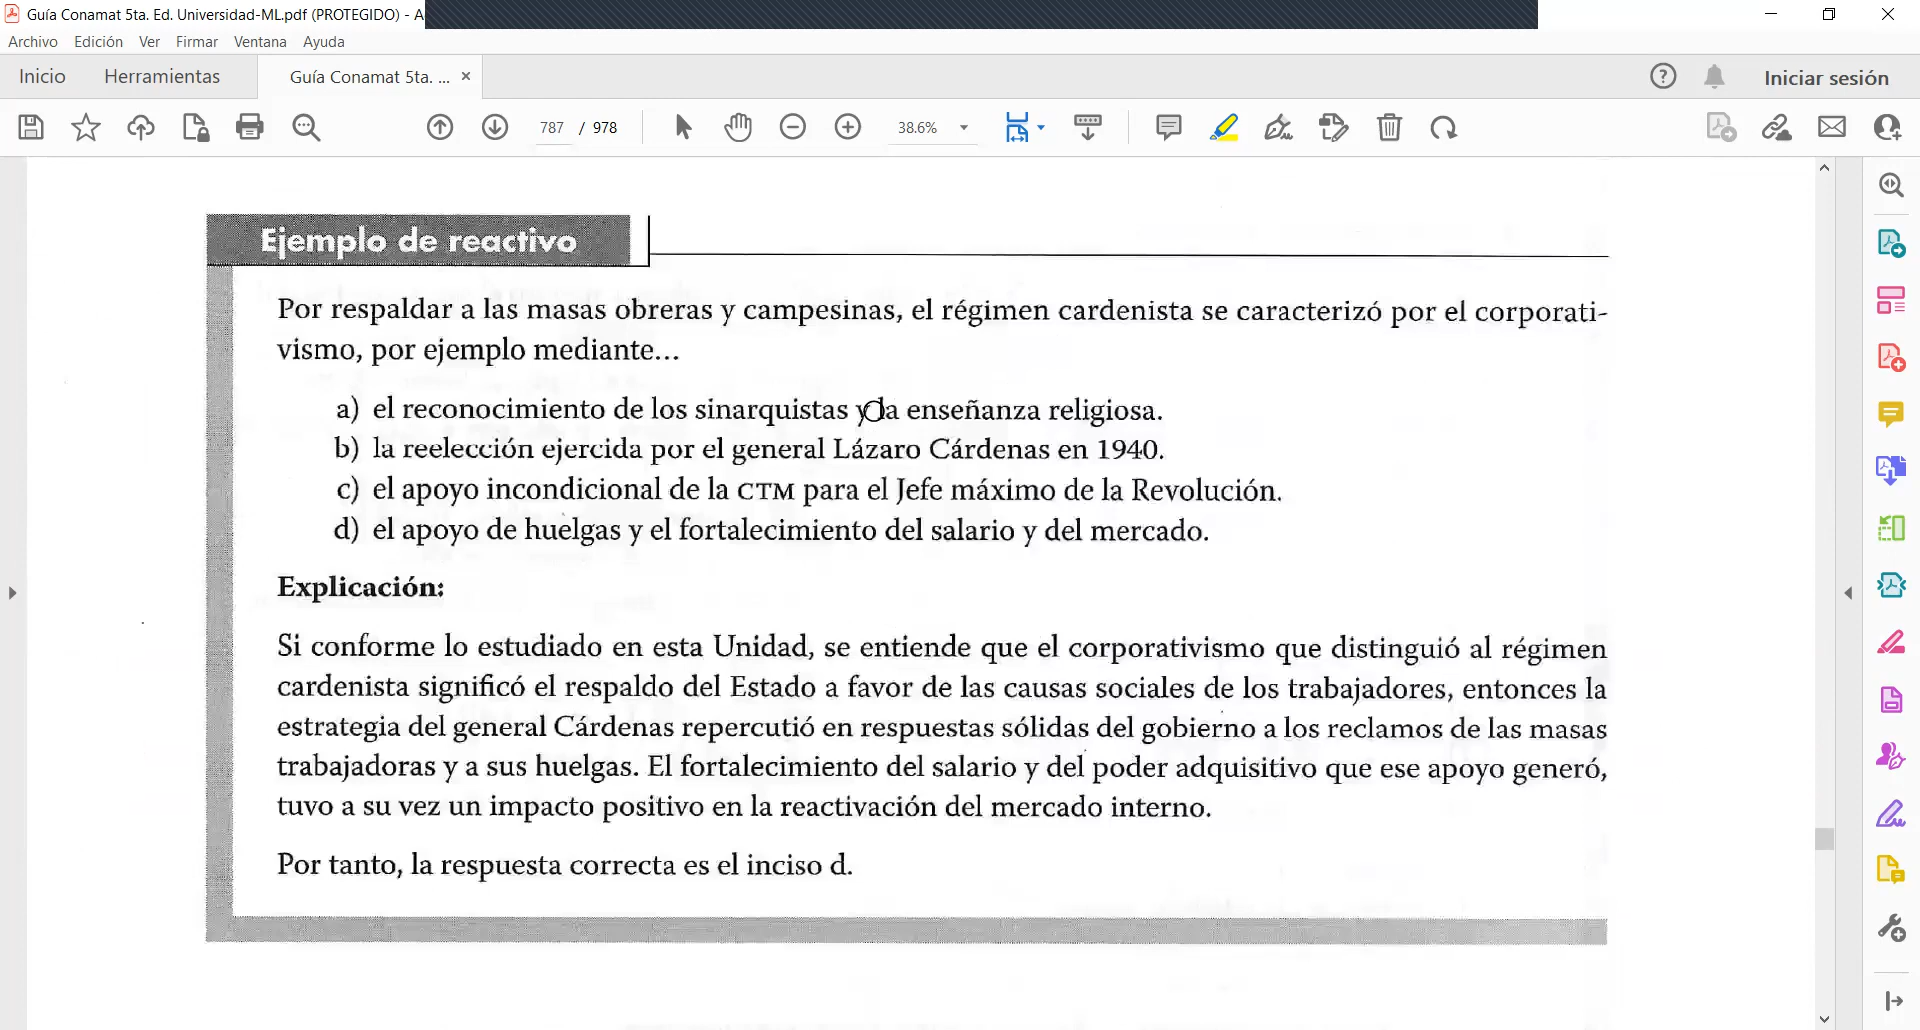 Guía Conamat 5ta. Ed. Universidad-ML.pdf (PROTEGIDO) - A
Archivo Edición Ver Firmar Ventana Ayuda
Inicio Herramientas Guía Conamat 5ta. ... × Iniciar sesión
787 / 978 38.6%
Ejemplo de reactivo
Por respaldar a las masas obreras y campesinas, el régimen cardenista se caracterizó por el corporati-
vismo, por ejemplo mediante...
a) el reconocimiento de los sinarquistas y la enseñanza religiosa.
b) la reelección ejercida por el general Lázaro Cárdenas en 1940.
c) el apoyo incondicional de la CTM para el Jefe máximo de la Revolución.
d) el apoyo de huelgas y el fortalecimiento del salario y del mercado.
Explicación:
Si conforme lo estudiado en esta Unidad, se entiende que el corporativismo que distinguió al régimen
cardenista significó el respaldo del Estado a favor de las causas sociales de los trabajadores, entonces la
estrategia del general Cárdenas repercutió en respuestas sólidas del gobierno a los reclamos de las masas
trabajadoras y a sus huelgas. El fortalecimiento del salario y del poder adquisitivo que ese apoyo generó,
tuvo a su vez un impacto positivo en la reactivación del mercado interno.
Por tanto, la respuesta correcta es el inciso d.